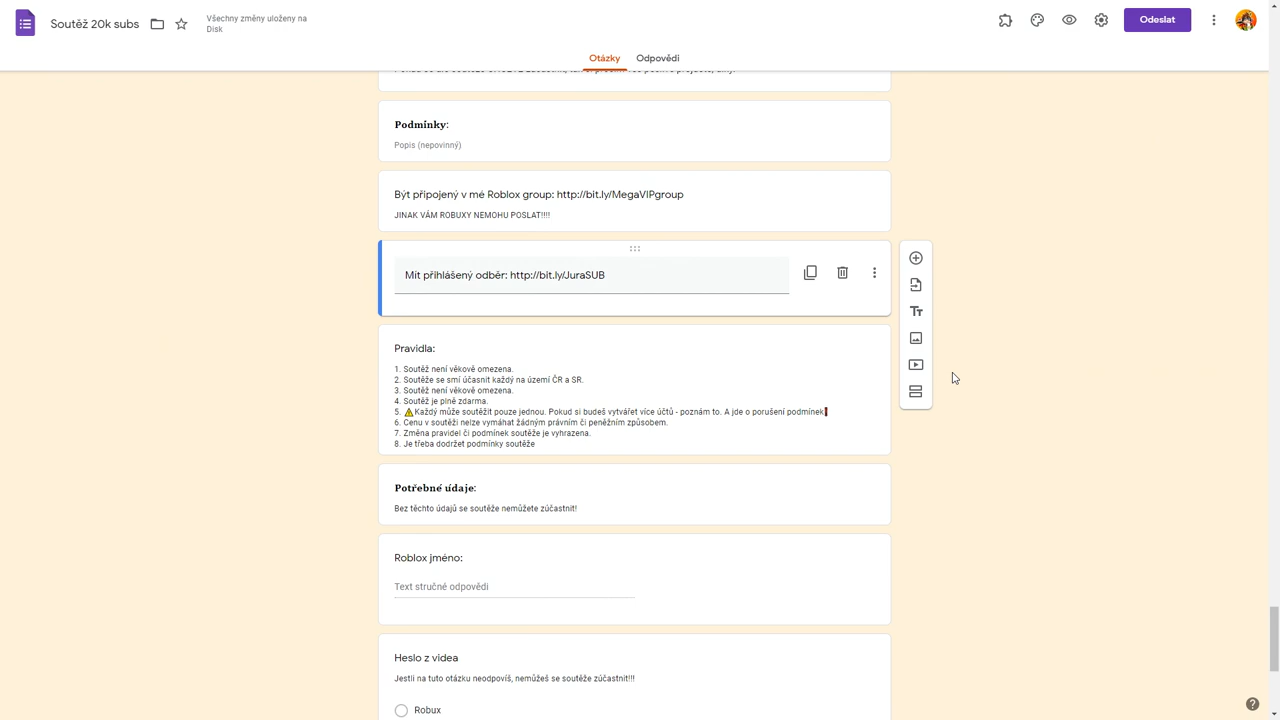 Soutěž 20k subs
Všechny změny uloženy na
Disk
Odeslat
Otázky
Odpovědi
Podmínky:
Popis (nepovinný)
Být připojený v mé Roblox group: http://bit.ly/MegaVIPgroup
JINAK VÁM ROBUXY NEMOHU POSLAT!!!!
Mít přihlášený odběr: http://bit.ly/JuraSUB
Pravidla:
1. Soutěž není věkově omezena.
2. Soutěže se smí účasnit každý na území ČR a SR.
3. Soutěž není věkově omezena.
4. Soutěž je plně zdarma.
5. ⚠Každý může soutěžit pouze jednou. Pokud si budeš vytvářet více účtů - poznám to. A jde o porušení podmínek❗
6. Cenu v soutěži nelze vymáhat žádným právním či peněžním způsobem.
7. Změna pravidel či podmínek soutěže je vyhrazena.
8. Je třeba dodržet podmínky soutěže
Potřebné údaje:
Bez těchto údajů se soutěže nemůžete zúčastnit!
Roblox jméno:
Text stručné odpovědi
Heslo z videa
Jestli na tuto otázku neodpovíš, nemůžeš se soutěže zúčastnit!!!
Robux